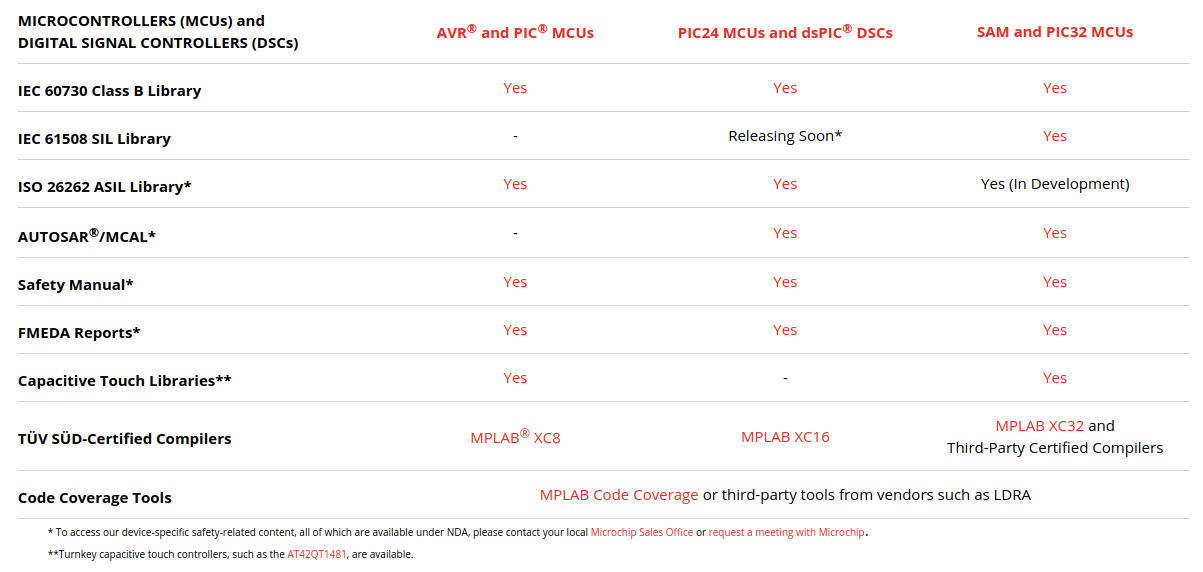 MICROCONTROLLERS (MCUs) and
DIGITAL SIGNAL CONTROLLERS (DSCs)
AVR® and PIC® MCUs
PIC24 MCUs and dsPIC® DSCs
SAM and PIC32 MCUs
IEC 60730 Class B Library
Yes
Yes
Yes
IEC 61508 SIL Library
-
Releasing Soon*
Yes
ISO 26262 ASIL Library*
Yes
Yes
Yes (In Development)
AUTOSAR®/MCAL*
-
Yes
Yes
Safety Manual*
Yes
Yes
Yes
FMEDA Reports*
Yes
Yes
Yes
Capacitive Touch Libraries**
Yes
-
Yes
TÜV SÜD-Certified Compilers
MPLAB® XC8
MPLAB XC16
MPLAB XC32 and
Third-Party Certified Compilers
Code Coverage Tools
MPLAB Code Coverage or third-party tools from vendors such as LDRA
* To access our device-specific safety-related content, all of which are available under NDA, please contact your local Microchip Sales Office or request a meeting with Microchip.
**Turnkey capacitive touch controllers, such as the AT42QT1481, are available.